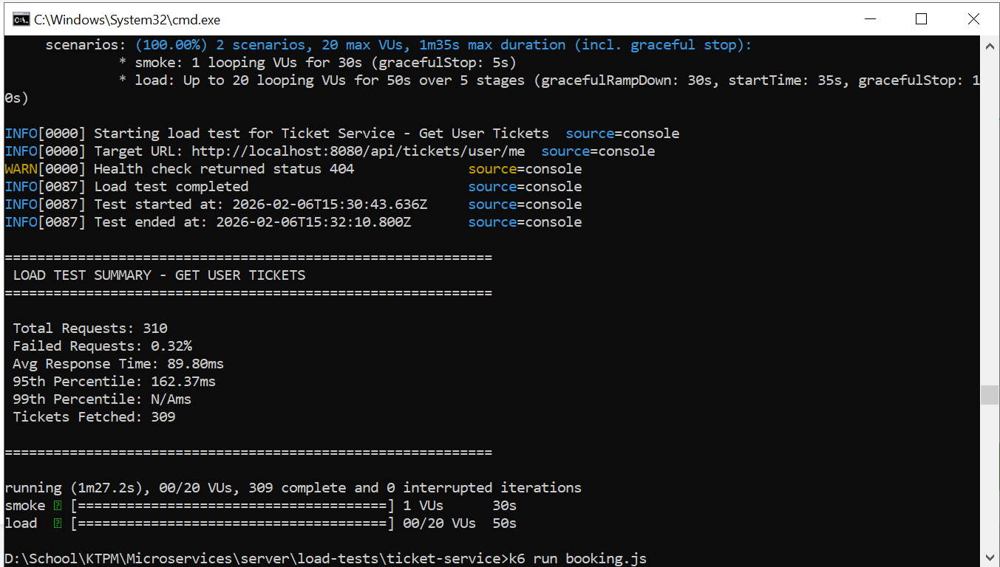 C:\Windows\System32\cmd.exe
scenarios: (100.00%) 2 scenarios, 20 max VUs, 1m35s max duration (incl. graceful stop):
* smoke: 1 looping VUs for 30s (gracefulStop: 5s)
* load: Up to 20 looping VUs for 50s over 5 stages (gracefulRampDown: 30s, startTime: 35s, gracefulStop: 1
0s)
INFO[0000] Starting load test for Ticket Service - Get User Tickets  source=console
INFO[0000] Target URL: http://localhost:8080/api/tickets/user/me  source=console
WARN[0000] Health check returned status 404              source=console
INFO[0087] Load test completed                           source=console
INFO[0087] Test started at: 2026-02-06T15:30:43.636Z     source=console
INFO[0087] Test ended at: 2026-02-06T15:32:10.800Z       source=console
============================================================
LOAD TEST SUMMARY - GET USER TICKETS
============================================================
Total Requests: 310
Failed Requests: 0.32%
Avg Response Time: 89.80ms
95th Percentile: 162.37ms
99th Percentile: N/Ams
Tickets Fetched: 309
============================================================
running (1m27.2s), 00/20 VUs, 309 complete and 0 interrupted iterations
smoke ⍰ [======================================] 1 VUs      30s
load  ⍰ [======================================] 00/20 VUs  50s
D:\School\KTPM\Microservices\server\load-tests\ticket-service>k6 run booking.js